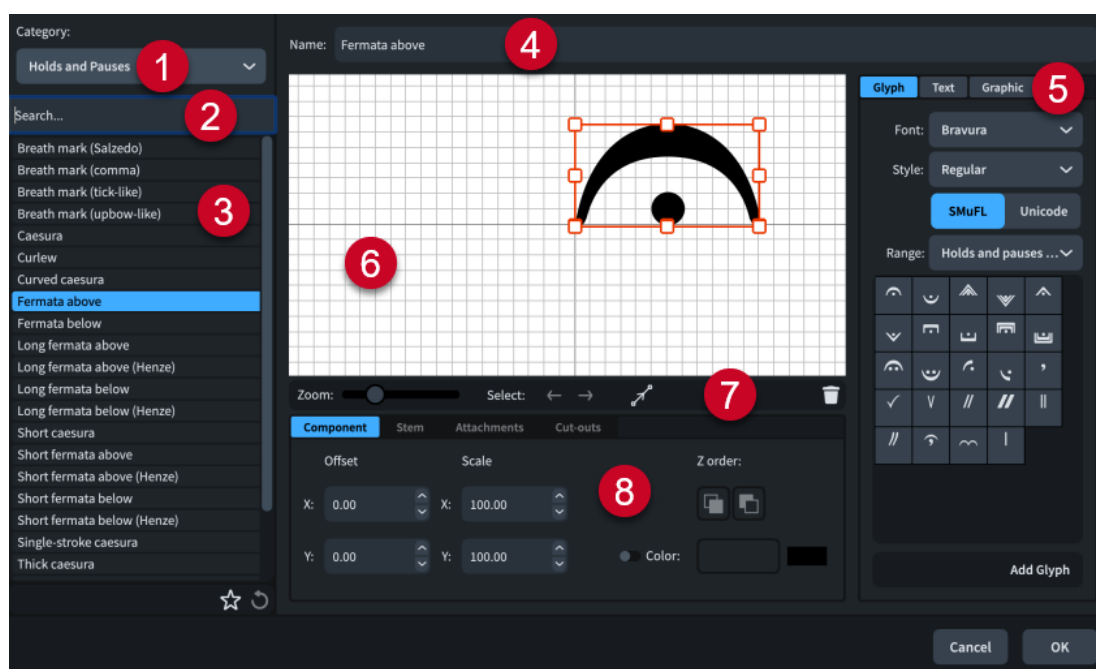 Category:
Holds and Pauses
1
Search...
2
Breath mark (Salzedo)
Breath mark (comma)
Breath mark (tick-like)
Breath mark (upbow-like)
3
Caesura
Curlew
Curved caesura
Fermata above
Fermata below
Long fermata above
Long fermata above (Henze)
Long fermata below
Long fermata below (Henze)
Short caesura
Short fermata above
Short fermata above (Henze)
Short fermata below
Short fermata below (Henze)
Single-stroke caesura
Thick caesura
Name: Fermata above
4
6
Zoom: Select: ← →
7
Component Stem Attachments Cut-outs
Offset Scale Z order:
X: 0.00 X: 100.00
8
Y: 0.00 Y: 100.00 Color:
Glyph Text Graphic
5
Font: Bravura
Style: Regular
SMuFL Unicode
Range: Holds and pauses ...
Add Glyph
Cancel OK